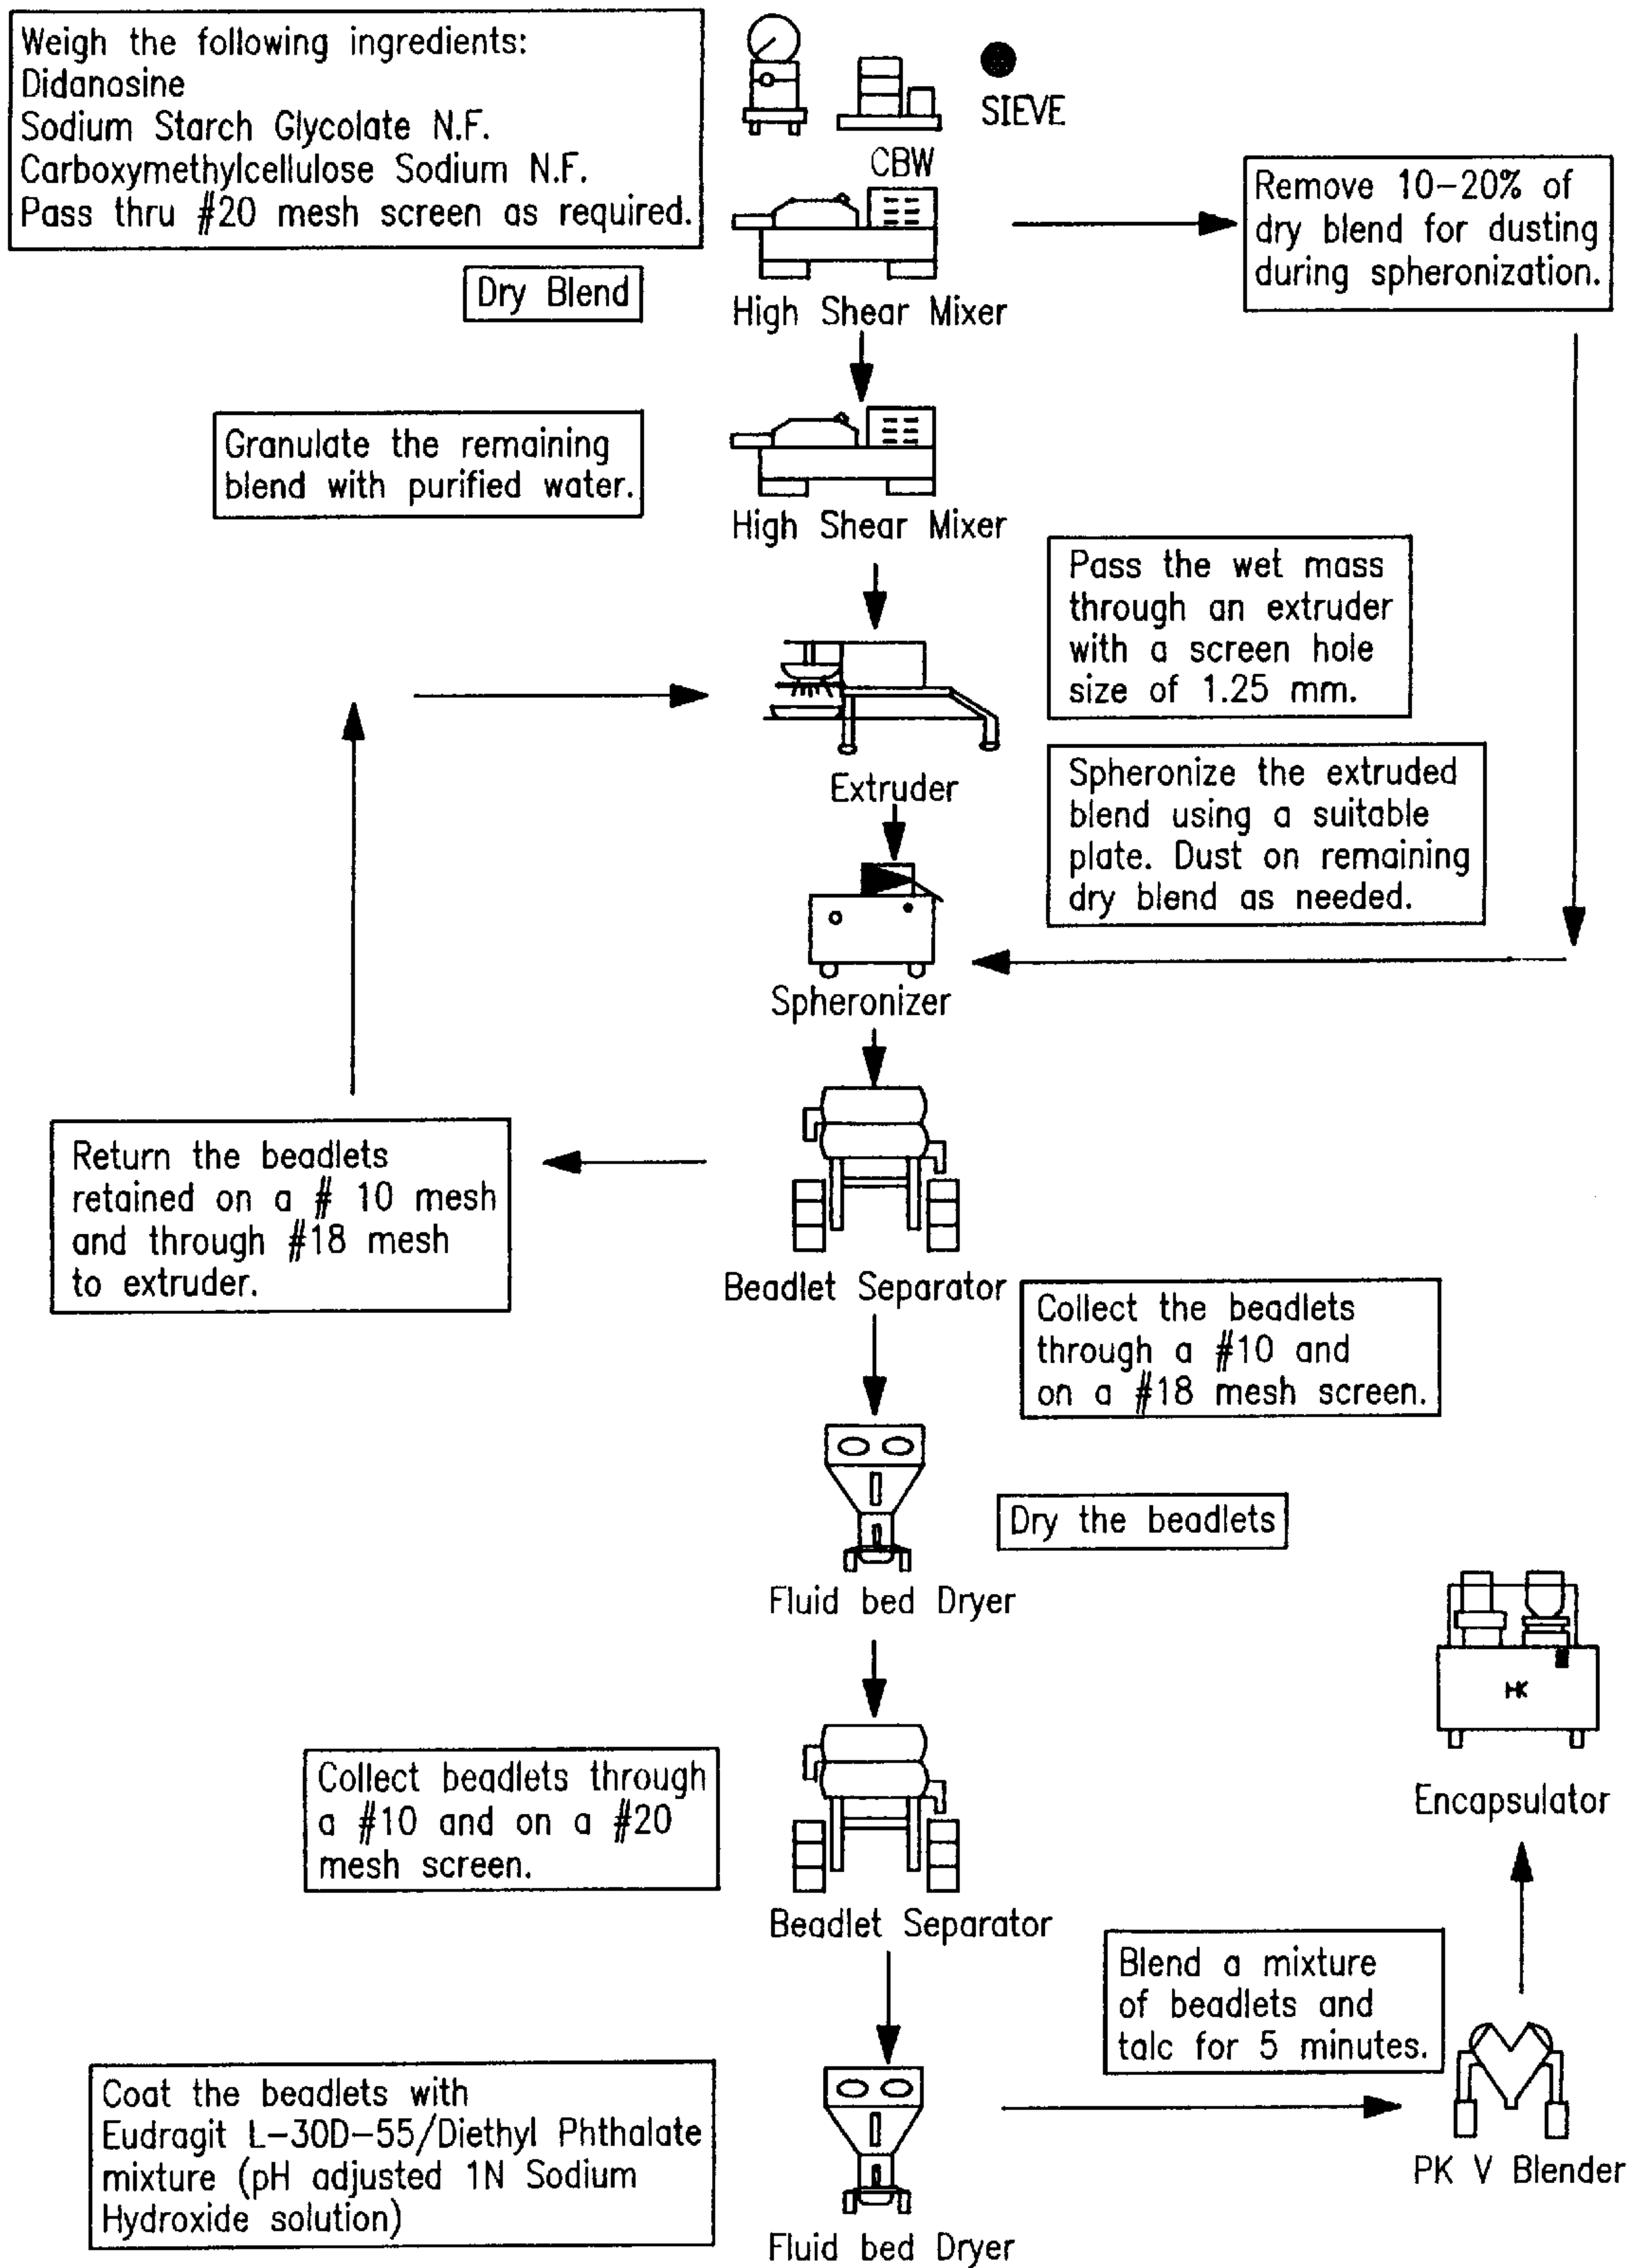 Weigh the following ingredients:
Didanosine
Sodium Starch Glycolate N.F.
Carboxymethylcellulose Sodium N.F.
Pass thru #20 mesh screen as required.
SIEVE
CBW
Remove 10-20% of
dry blend for dusting
during spheronization.
Dry Blend
High Shear Mixer
Granulate the remaining
blend with purified water.
High Shear Mixer
Pass the wet mass
through an extruder
with a screen hole
size of 1.25 mm.
Extruder
Spheronize the extruded
blend using a suitable
plate. Dust on remaining
dry blend as needed.
Spheronizer
Return the beadlets
retained on a # 10 mesh
and through #18 mesh
to extruder.
Beadlet Separator
Collect the beadlets
through a #10 and
on a #18 mesh screen.
Dry the beadlets
Fluid bed Dryer
HK
Encapsulator
Collect beadlets through
a #10 and on a #20
mesh screen.
Beadlet Separator
Blend a mixture
of beadlets and
talc for 5 minutes.
PK V Blender
Coat the beadlets with
Eudragit L-30D-55/Diethyl Phthalate
mixture (pH adjusted 1N Sodium
Hydroxide solution)
Fluid bed Dryer